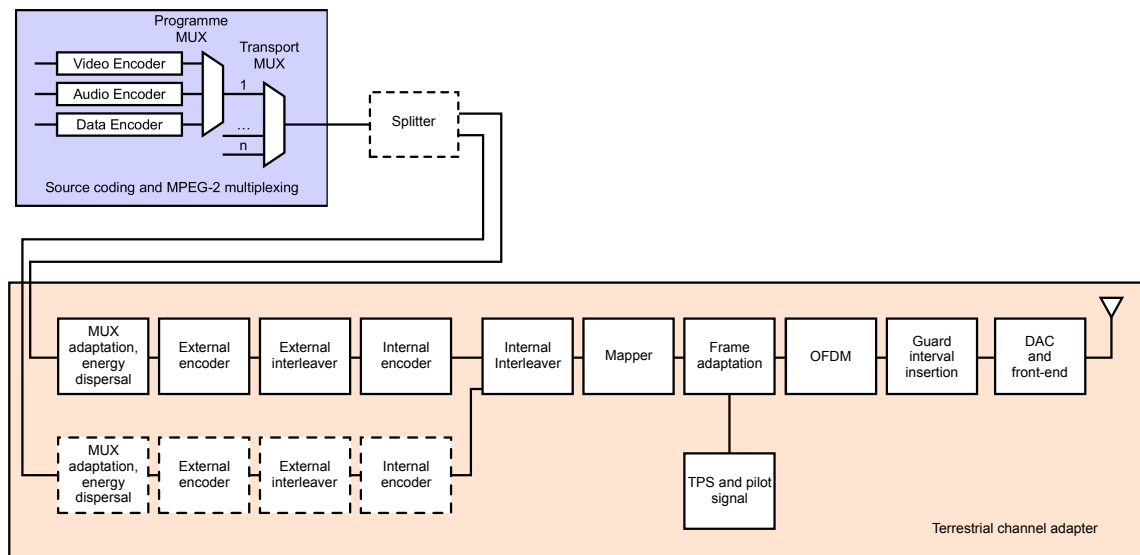 Programme
MUX
Transport
MUX
Video Encoder
Audio Encoder
Data Encoder
1
...
n
Splitter
Source coding and MPEG-2 multiplexing
MUX
adaptation,
energy
dispersal
External
encoder
External
interleaver
Internal
encoder
Internal
Interleaver
Mapper
Frame
adaptation
OFDM
Guard
interval
insertion
DAC
and
front-end
MUX
adaptation,
energy
dispersal
External
encoder
External
interleaver
Internal
encoder
TPS and pilot
signal
Terrestrial channel adapter